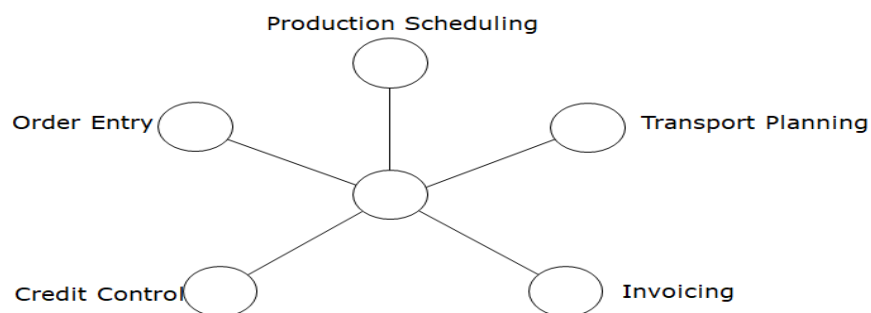 Production Scheduling
Order Entry
Transport Planning
Credit Control
Invoicing